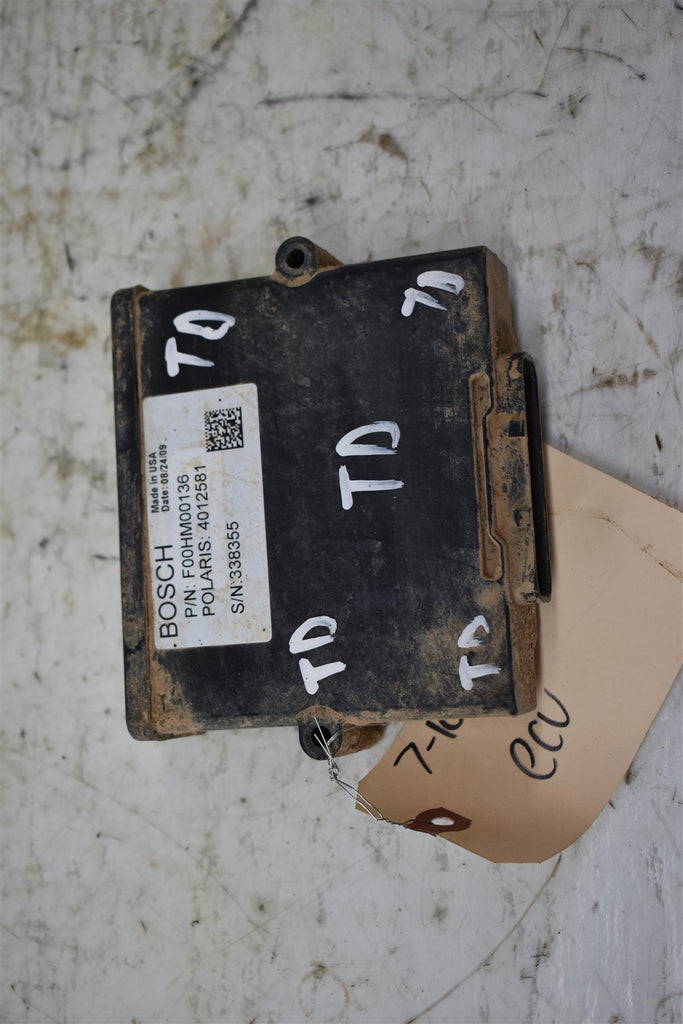 TD
TD
TD
TD
TD
BOSCH
Made in USA
Date: 08/24/09
P/N: F00HM00136
POLARIS: 4012581
S/N:338355
ECU